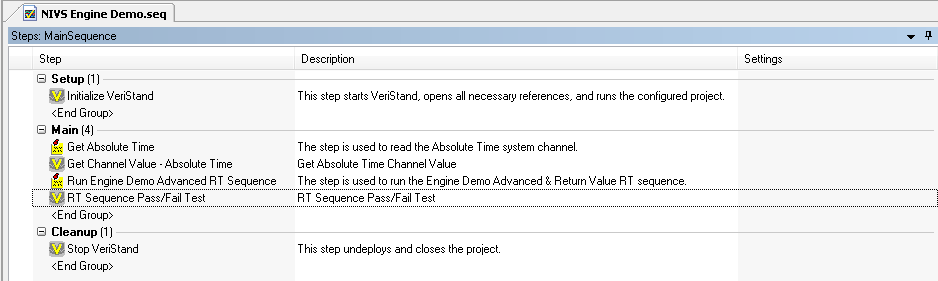 NIVS Engine Demo.seq
Steps: MainSequence
Step Description Settings
Setup (1)
Initialize VeriStand This step starts VeriStand, opens all necessary references, and runs the configured project.
<End Group>
Main (4)
Get Absolute Time The step is used to read the Absolute Time system channel.
Get Channel Value - Absolute Time Get Absolute Time Channel Value
Run Engine Demo Advanced RT Sequence The step is used to run the Engine Demo Advanced & Return Value RT sequence.
RT Sequence Pass/Fail Test RT Sequence Pass/Fail Test
<End Group>
Cleanup (1)
Stop VeriStand This step undeploys and closes the project.
<End Group>